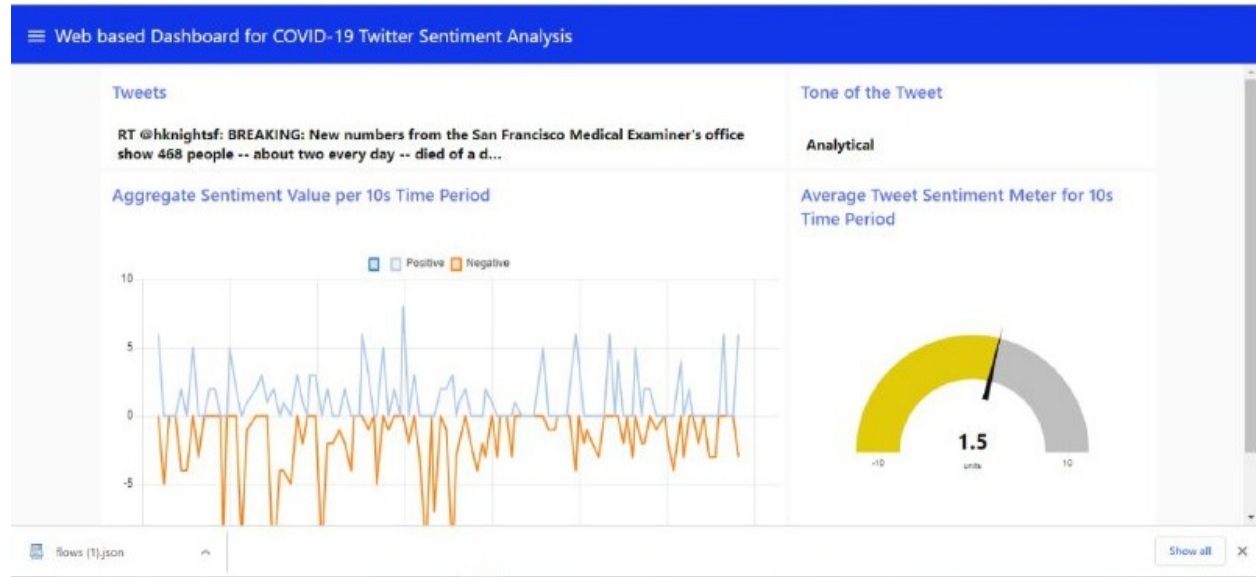 Web based Dashboard for COVID-19 Twitter Sentiment Analysis
Tweets
RT @hknightsf: BREAKING: New numbers from the San Francisco Medical Examiner's office
show 468 people -- about two every day -- died of a d...
Tone of the Tweet
Analytical
Aggregate Sentiment Value per 10s Time Period
Positive Negative
10
5
0
-5
Average Tweet Sentiment Meter for 10s
Time Period
1.5
units
-10 10
flows (1).json
Show all